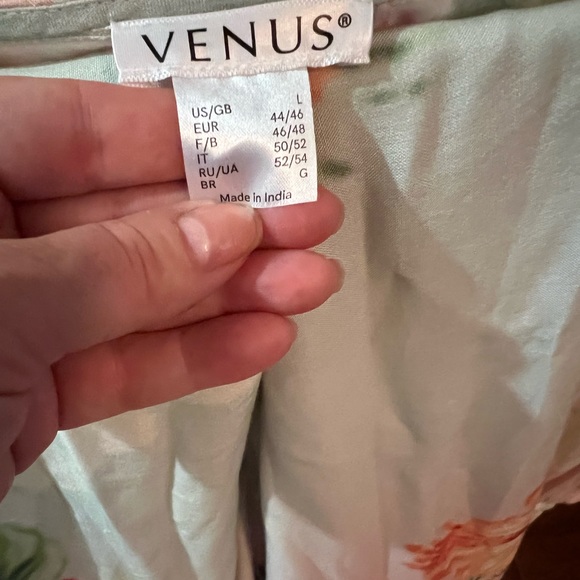 VENUS®
US/GB L
EUR 44/46
F/B 46/48
IT 50/52
RU/UA 52/54
BR G
Made in India